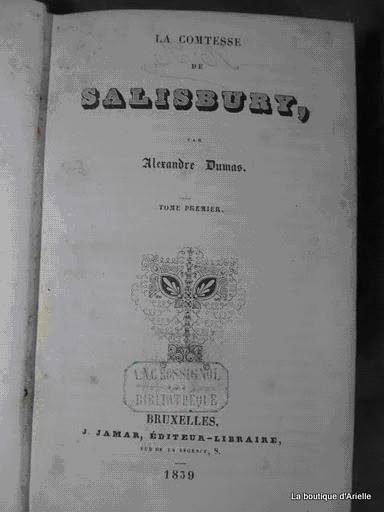 LA COMTESSE
DE
SALISBURY,
PAR
Alexandre Dumas.
TOME PREMIER.
BIBLIOTHEQUE
BRUXELLES.
J. JAMAR, ÉDITEUR-LIBRAIRE,
RUE DE LA RÉGENCE, 8.
1839
La boutique d'Arielle